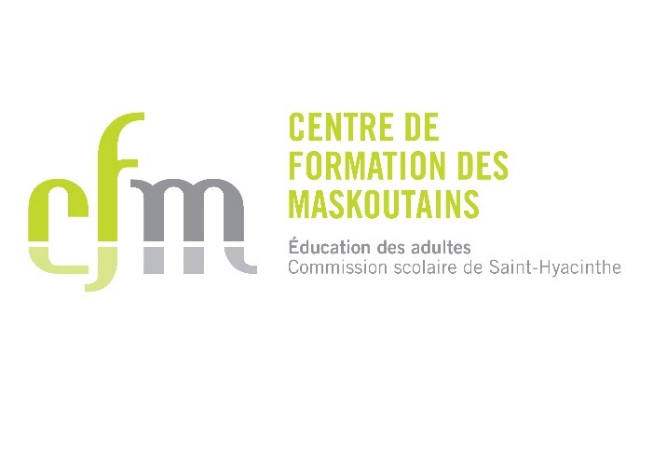 cfm
CENTRE DE
FORMATION DES
MASKOUTAINS
Éducation des adultes
Commission scolaire de Saint-Hyacinthe